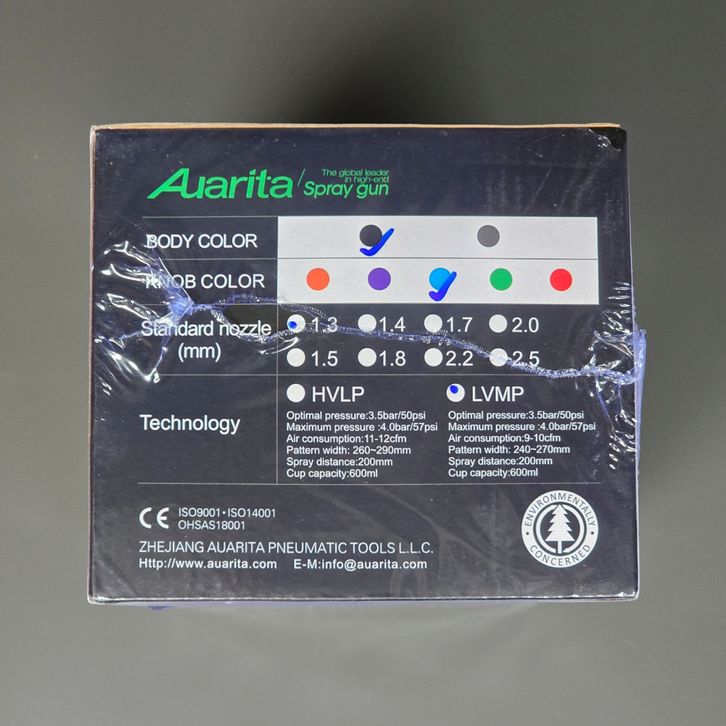 Auarita / The global leader
in high-end
Spray gun
BODY COLOR
KNOB COLOR
Standard nozzle
(mm)
1.3 1.4 1.7 2.0
1.5 1.8 2.2 2.5
Technology
HVLP
Optimal pressure:3.5bar/50psi
Maximum pressure :4.0bar/57psi
Air consumption:11-12cfm
Pattern width: 260~290mm
Spray distance:200mm
Cup capacity:600ml
LVMP
Optimal pressure:3.5bar/50psi
Maximum pressure :4.0bar/57psi
Air consumption:9-10cfm
Pattern width: 240~270mm
Spray distance:200mm
Cup capacity:600ml
CE ISO9001•ISO14001
OHSAS18001
ENVIRONMENTALLY
CONCERNED
ZHEJIANG AUARITA PNEUMATIC TOOLS L.L.C.
Http://www.auarita.com E-M:info@auarita.com